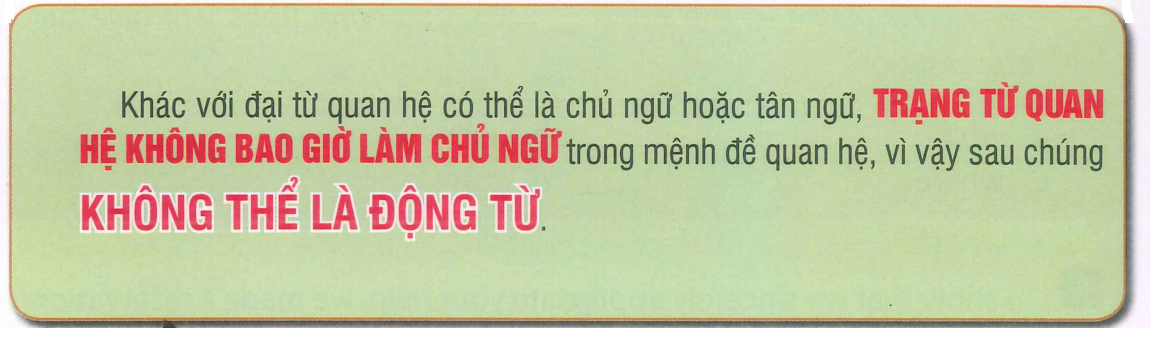 Khác với đại từ quan hệ có thể là chủ ngữ hoặc tân ngữ, TRẠNG TỪ QUAN
HỆ KHÔNG BAO GIỜ LÀM CHỦ NGỮ trong mệnh đề quan hệ, vì vậy sau chúng
KHÔNG THỂ LÀ ĐỘNG TỪ.